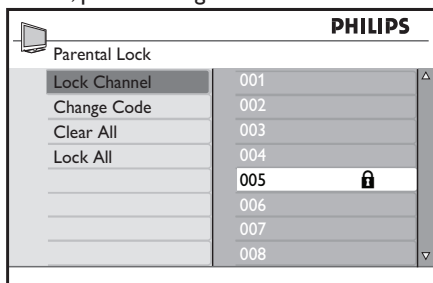 PHILIPS
Parental Lock
Lock Channel
Change Code
Clear All
Lock All
001
002
003
004
005
006
007
008